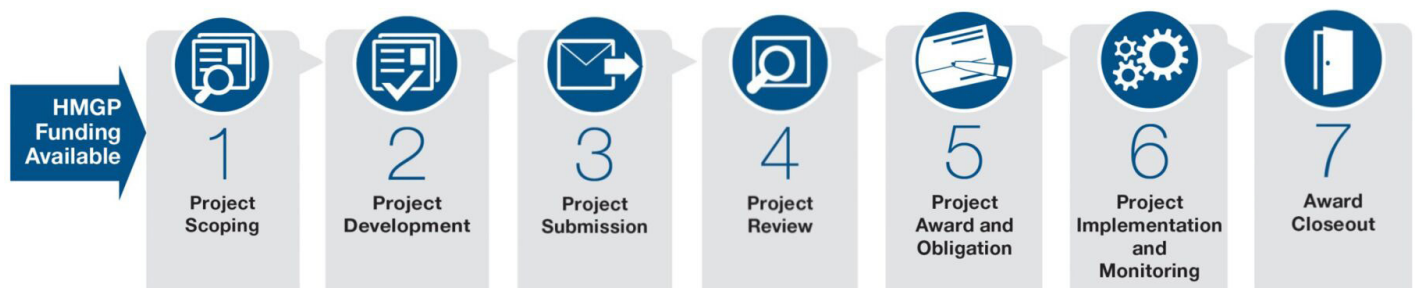 HMGP
Funding
Available
1
Project
Scoping
2
Project
Development
3
Project
Submission
4
Project
Review
5
Project
Award and
Obligation
6
Project
Implementation
and
Monitoring
7
Award
Closeout